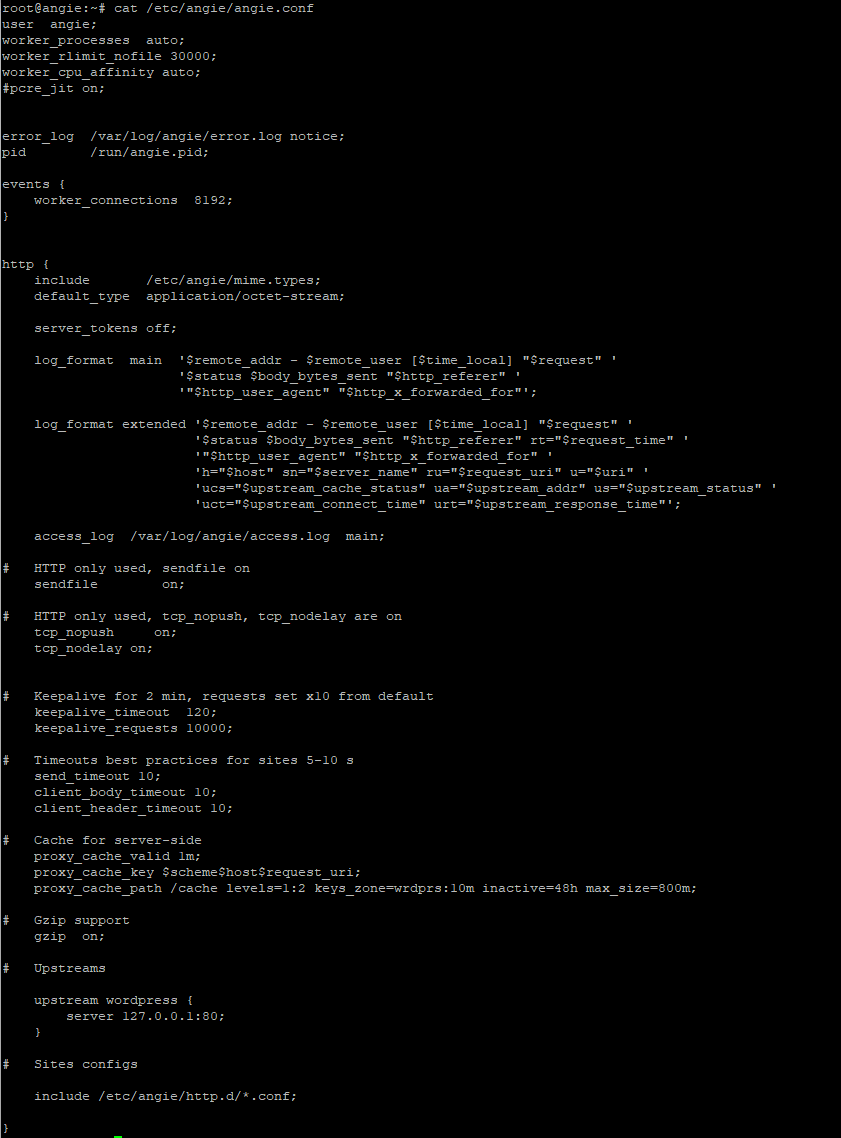 root@angie:~# cat /etc/angie/angie.conf
user  angie;
worker_processes  auto;
worker_rlimit_nofile 30000;
worker_cpu_affinity auto;
#pcre_jit on;
error_log  /var/log/angie/error.log notice;
pid        /run/angie.pid;
events {
    worker_connections  8192;
}
http {
    include       /etc/angie/mime.types;
    default_type  application/octet-stream;
    server_tokens off;
    log_format  main  '$remote_addr - $remote_user [$time_local] "$request" '
                      '$status $body_bytes_sent "$http_referer" '
                      '"$http_user_agent" "$http_x_forwarded_for"';
    log_format extended '$remote_addr - $remote_user [$time_local] "$request" '
                        '$status $body_bytes_sent "$http_referer" rt="$request_time" '
                        '"$http_user_agent" "$http_x_forwarded_for" '
                        'h="$host" sn="$server_name" ru="$request_uri" u="$uri" '
                        'ucs="$upstream_cache_status" ua="$upstream_addr" us="$upstream_status" '
                        'uct="$upstream_connect_time" urt="$upstream_response_time"';
    access_log  /var/log/angie/access.log  main;
#   HTTP only used, sendfile on
    sendfile        on;
#   HTTP only used, tcp_nopush, tcp_nodelay are on
    tcp_nopush     on;
    tcp_nodelay on;
#   Keepalive for 2 min, requests set x10 from default
    keepalive_timeout  120;
    keepalive_requests 10000;
#   Timeouts best practices for sites 5-10 s
    send_timeout 10;
    client_body_timeout 10;
    client_header_timeout 10;
#   Cache for server-side
    proxy_cache_valid 1m;
    proxy_cache_key $scheme$host$request_uri;
    proxy_cache_path /cache levels=1:2 keys_zone=wrdprs:10m inactive=48h max_size=800m;
#   Gzip support
    gzip  on;
#   Upstreams
    upstream wordpress {
        server 127.0.0.1:80;
    }
#   Sites configs
    include /etc/angie/http.d/*.conf;
}